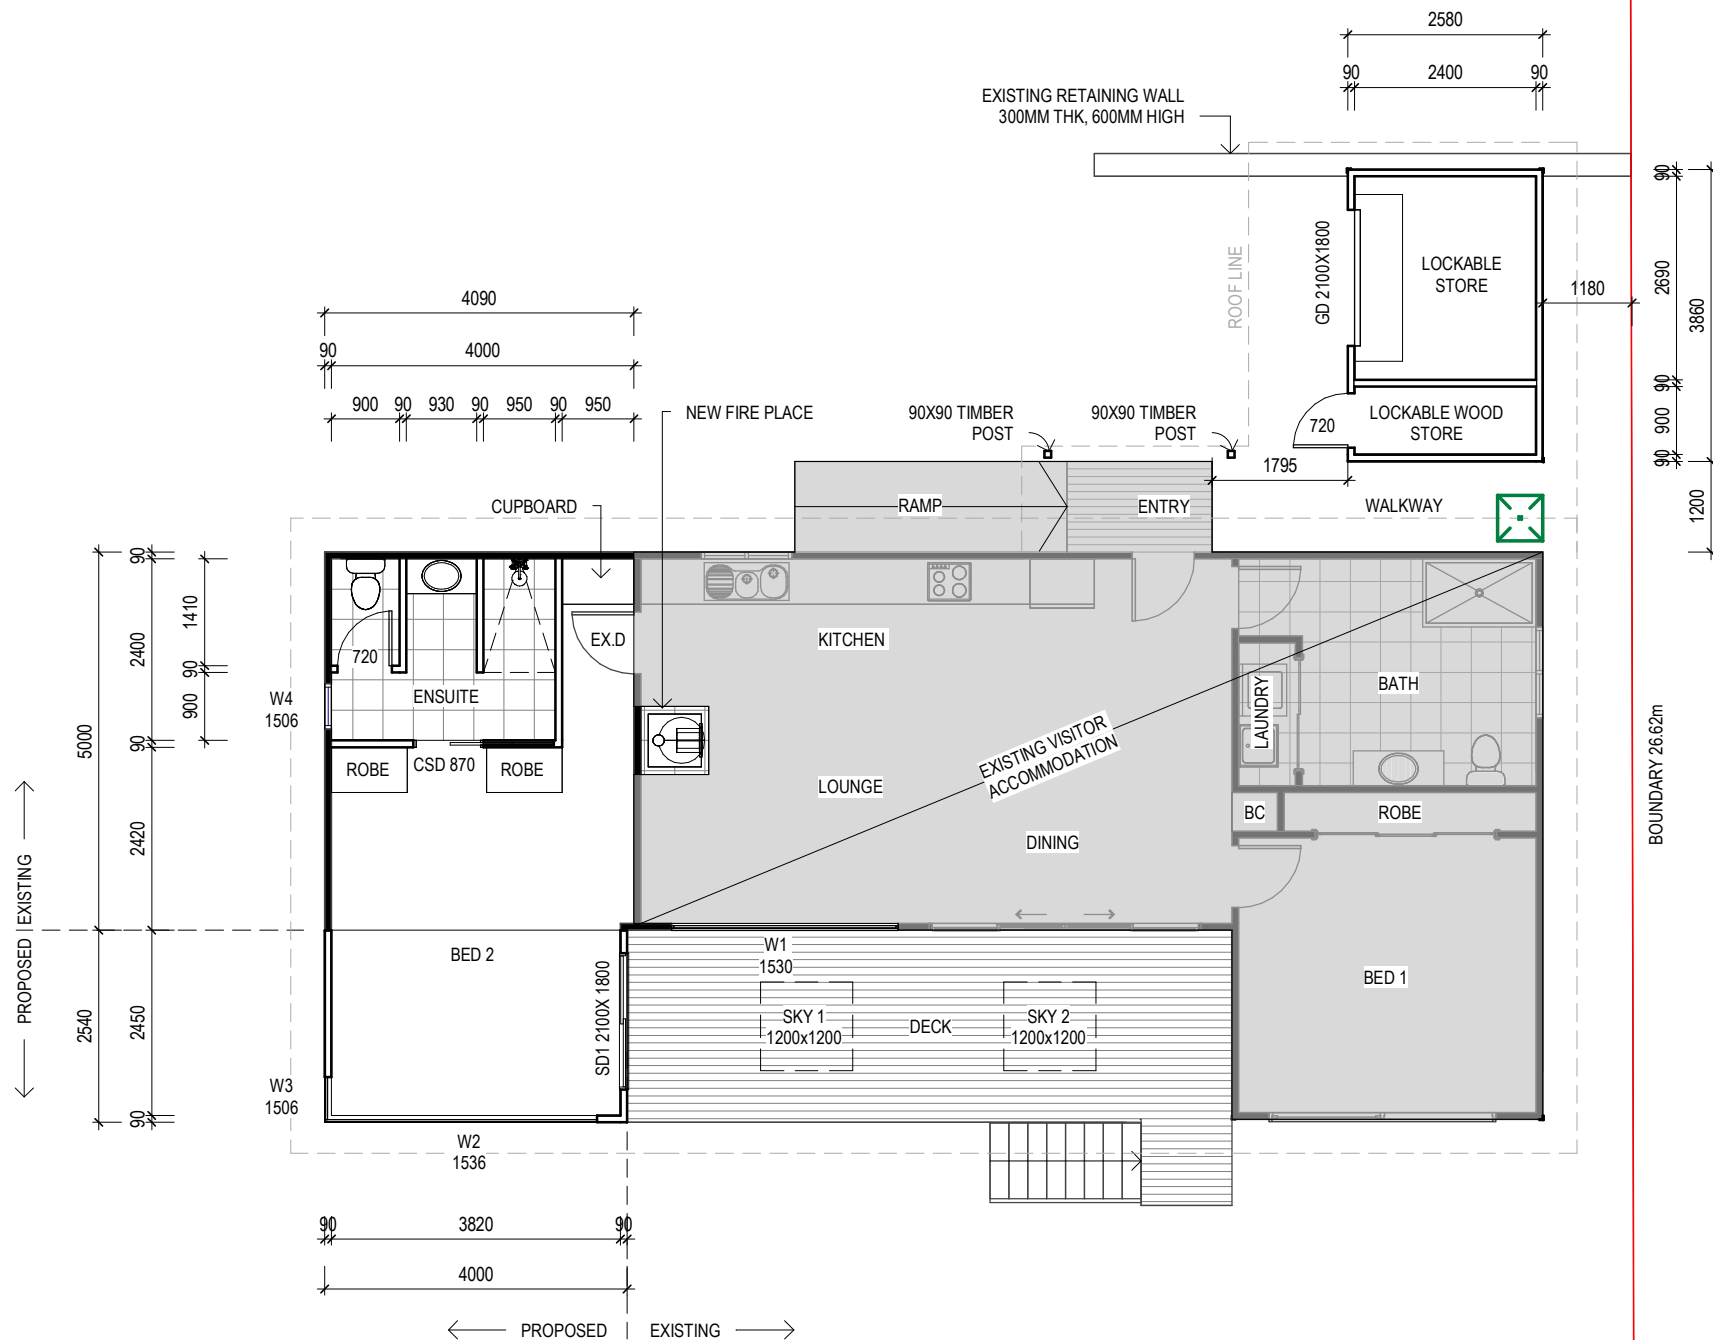 2580
90
2400
90
EXISTING RETAINING WALL
300MM THK, 600MM HIGH
90
2690
3860
90
900
90
1200
1180
ROOF LINE
GD 2100X1800
LOCKABLE
STORE
LOCKABLE WOOD
STORE
720
4090
90
4000
900
90
930
90
950
90
950
NEW FIRE PLACE
90X90 TIMBER
POST
90X90 TIMBER
POST
1795
CUPBOARD
RAMP
ENTRY
WALKWAY
5000
90
2400
90
2420
1410
90
900
W4
1506
720
EX.D
ENSUITE
ROBE
CSD 870
ROBE
KITCHEN
LOUNGE
EXISTING VISITOR
ACCOMMODATION
DINING
LAUNDRY
BATH
BC
ROBE
BOUNDARY 26.62m
PROPOSED
EXISTING
2540
2450
90
BED 2
SD1 2100X 1800
W1
1530
SKY 1
1200x1200
DECK
SKY 2
1200x1200
BED 1
W3
1506
W2
1536
90
3820
90
4000
PROPOSED
EXISTING